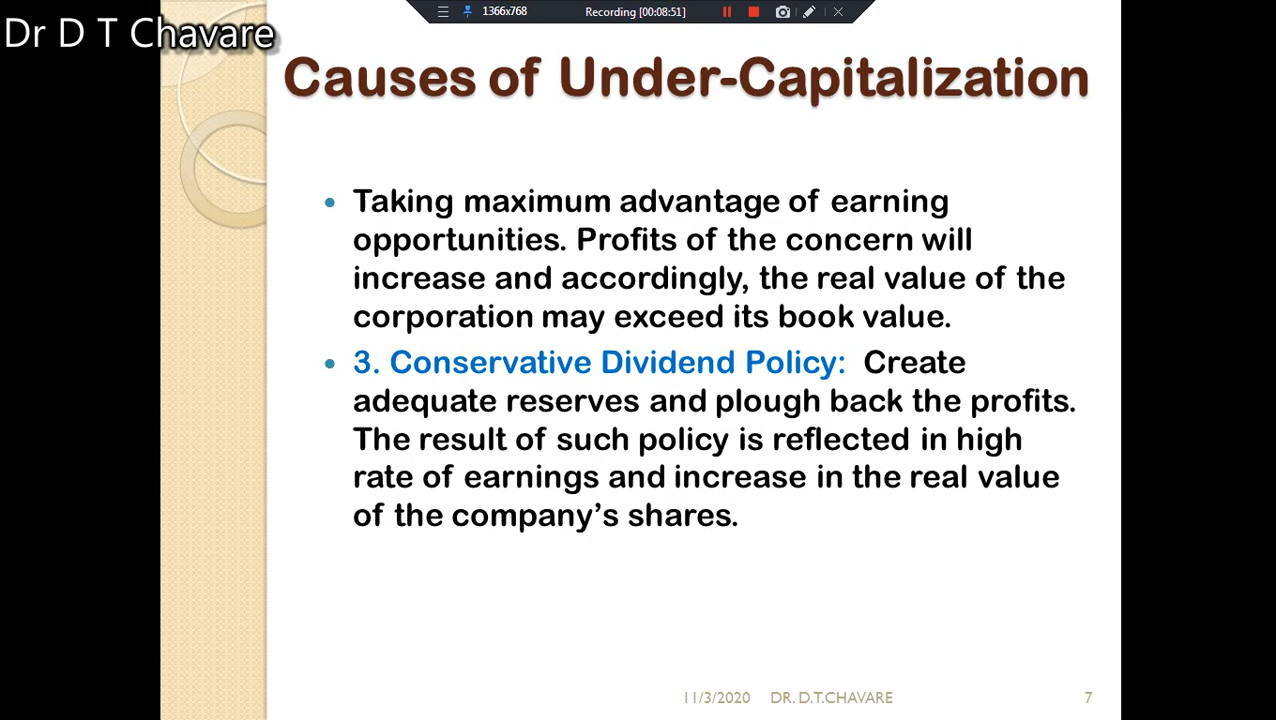 1366x768
Recording [00:08:51]
Dr D T Chavare
Causes of Under-Capitalization
• Taking maximum advantage of earning
opportunities. Profits of the concern will
increase and accordingly, the real value of the
corporation may exceed its book value.
• 3. Conservative Dividend Policy: Create
adequate reserves and plough back the profits.
The result of such policy is reflected in high
rate of earnings and increase in the real value
of the company’s shares.
11/3/2020 DR. D.T.CHAVARE 7